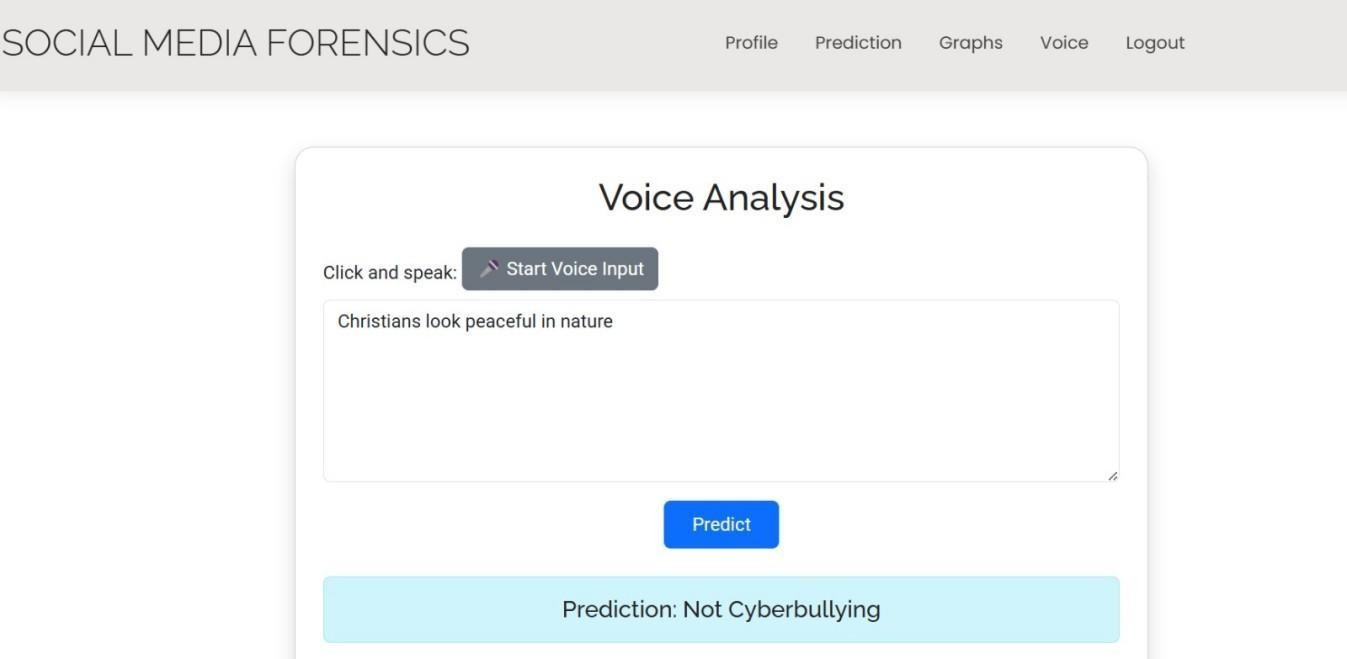 SOCIAL MEDIA FORENSICS Profile Prediction Graphs Voice Logout
Voice Analysis
Click and speak: 🎤 Start Voice Input
Christians look peaceful in nature
Predict
Prediction: Not Cyberbullying